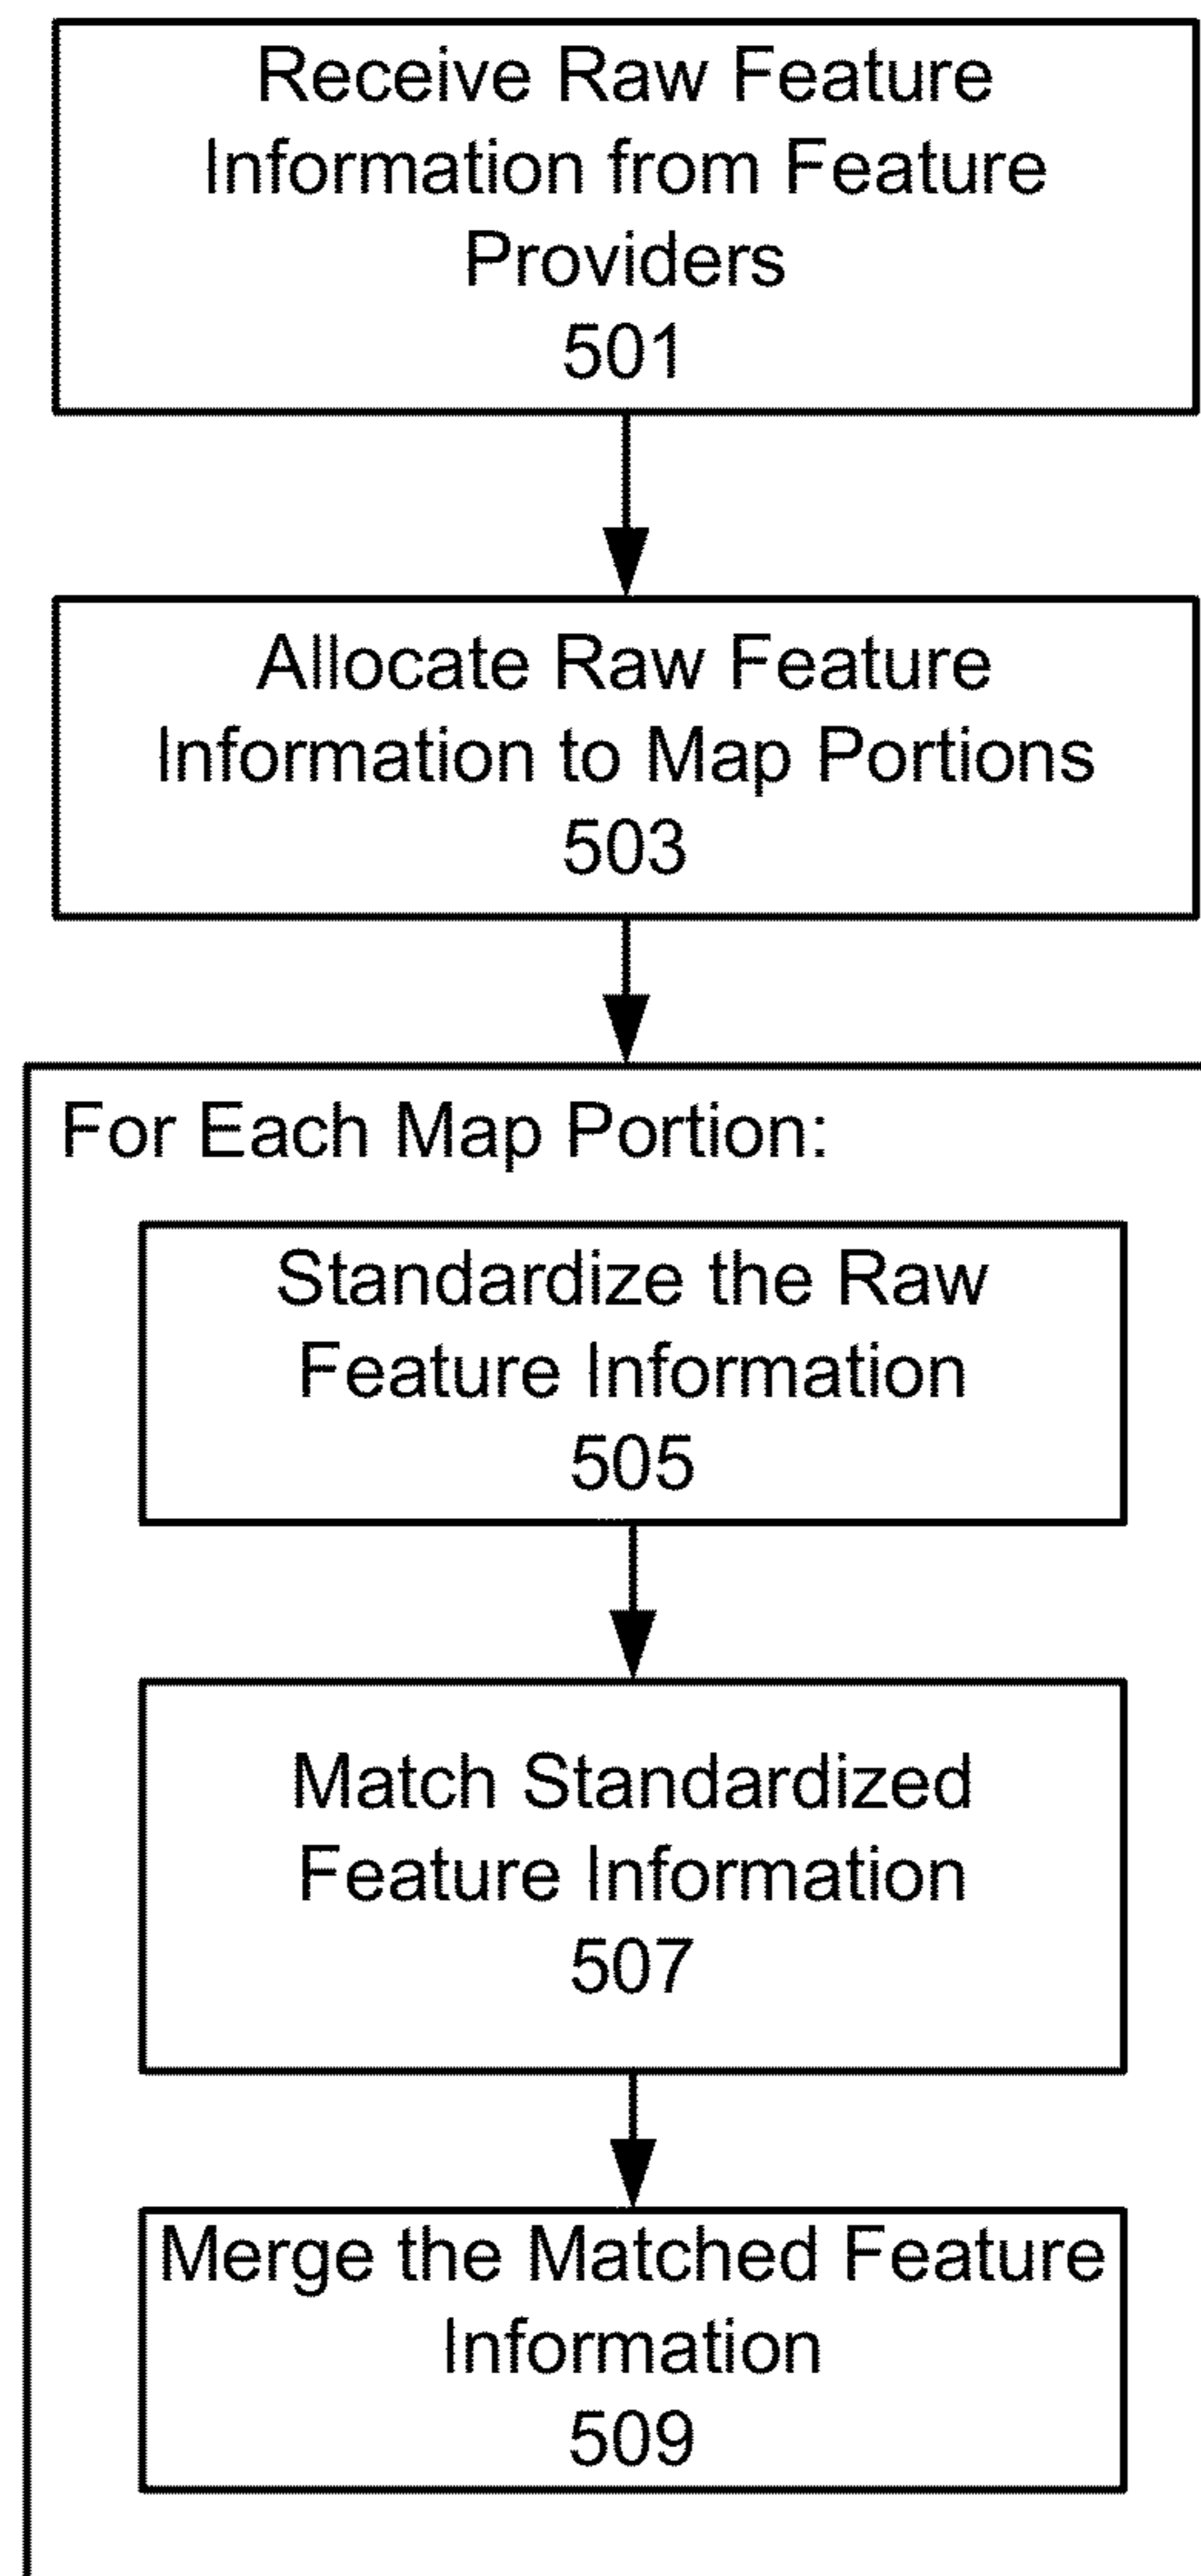 Receive Raw Feature
Information from Feature
Providers
501
Allocate Raw Feature
Information to Map Portions
503
For Each Map Portion:
Standardize the Raw
Feature Information
505
Match Standardized
Feature Information
507
Merge the Matched Feature
Information
509